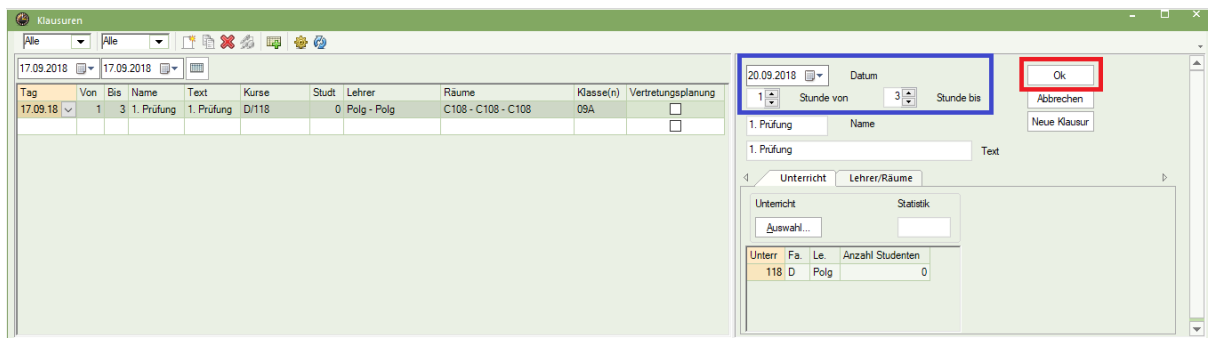 Klausuren
Alle Alle
17.09.2018 17.09.2018
Tag Von Bis Name Text Kurse Studt Lehrer Räume Klasse(n) Vertretungsplanung
17.09.18 1 3 1. Prüfung 1. Prüfung D/118 0 Polg - Polg C108 - C108 - C108 09A
20.09.2018 Datum
1 Stunde von 3 Stunde bis
1. Prüfung Name
1. Prüfung Text
Ok
Abbrechen
Neue Klausur
Unterricht Lehrer/Räume
Unterricht Statistik
Auswahl...
Unterr Fa. Le. Anzahl Studenten
118 D Polg 0